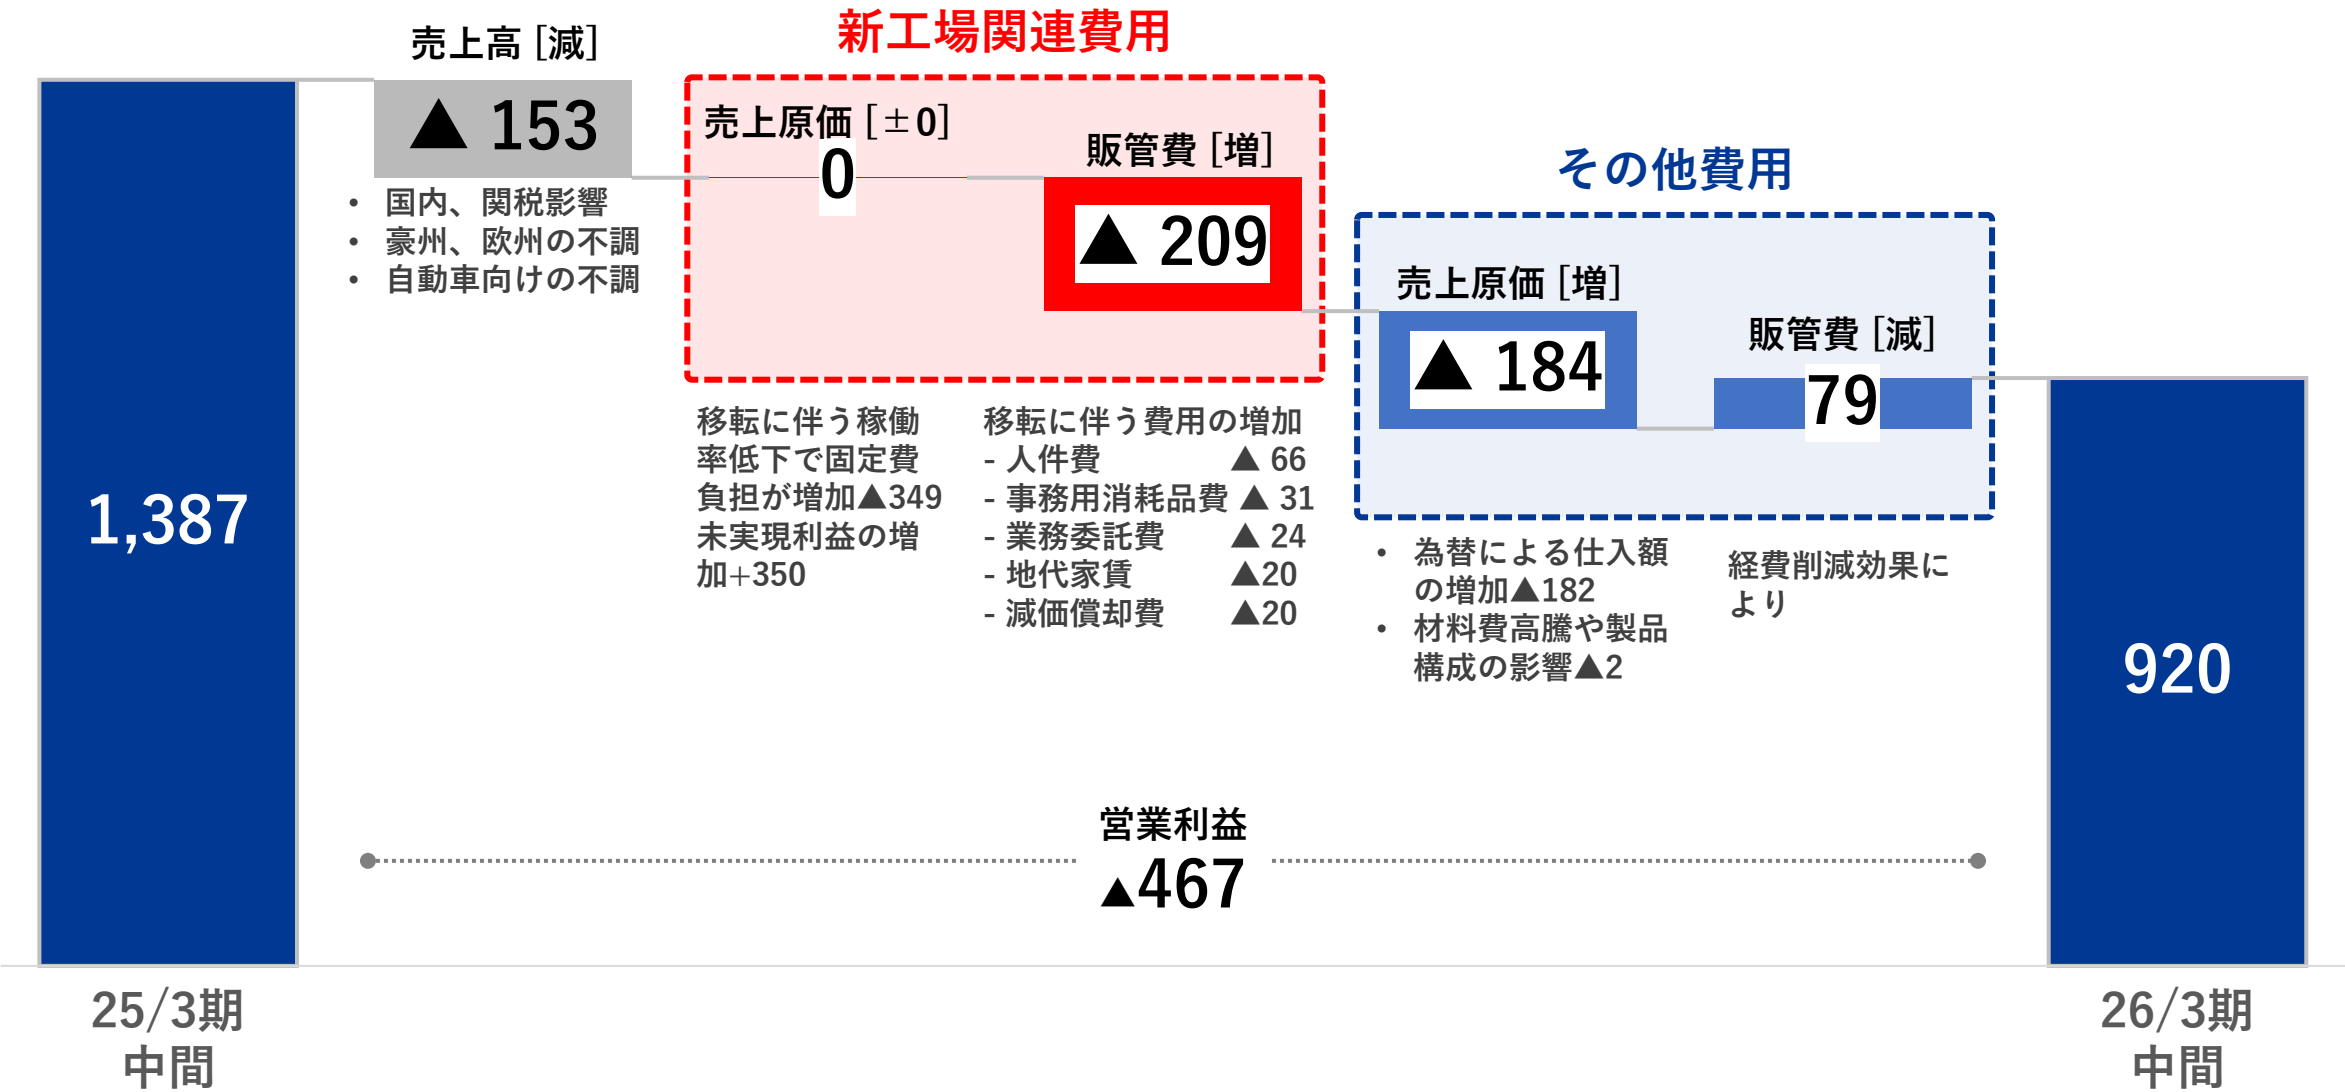 売上高 [減]
▲ 153
• 国内、関税影響
• 豪州、欧州の不調
• 自動車向けの不調
新工場関連費用
売上原価 [±0]
0
販管費 [増]
▲ 209
移転に伴う稼働
率低下で固定費
負担が増加▲349
未実現利益の増
加+350
移転に伴う費用の増加
- 人件費 ▲ 66
- 事務用消耗品費 ▲ 31
- 業務委託費 ▲ 24
- 地代家賃 ▲20
- 減価償却費 ▲20
その他費用
売上原価 [増]
▲ 184
販管費 [減]
79
• 為替による仕入額
の増加▲182
• 材料費高騰や製品
構成の影響▲2
経費削減効果に
より
1,387
920
営業利益
▲467
25/3期
中間
26/3期
中間